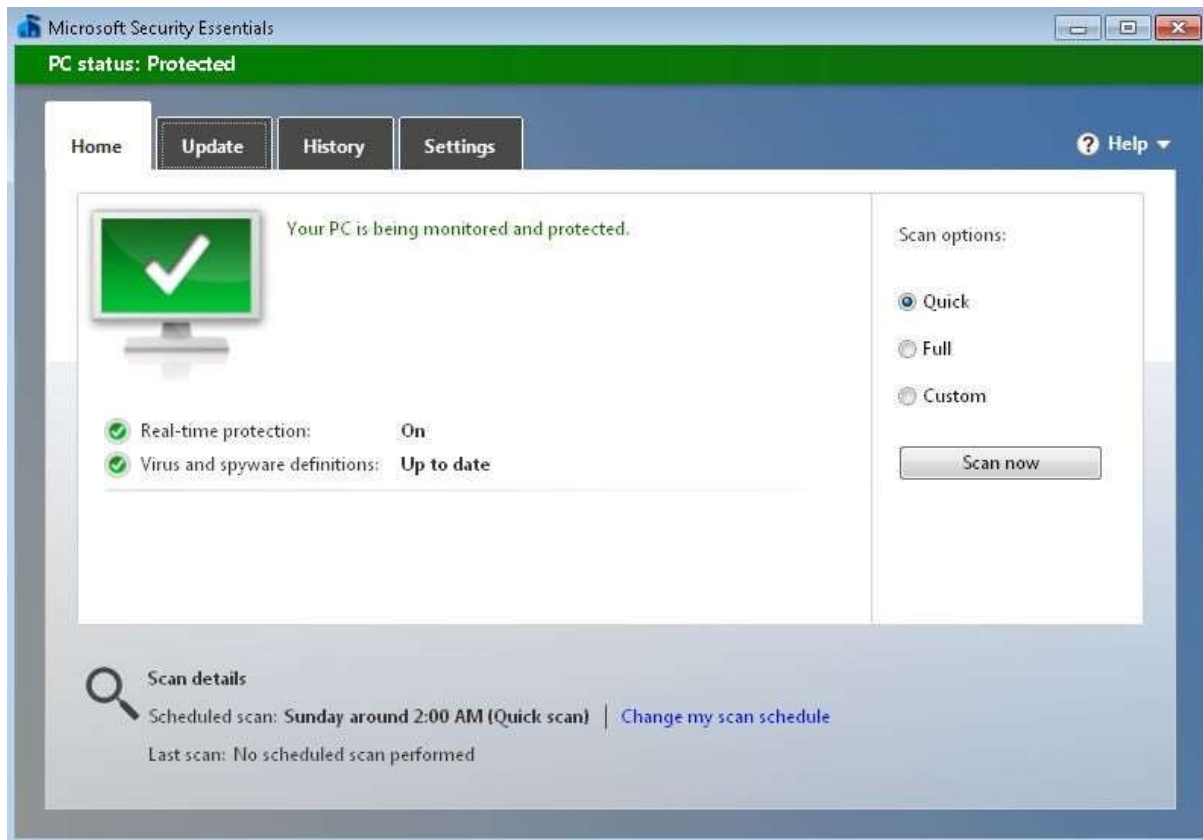 Microsoft Security Essentials
PC status: Protected
Home Update History Settings Help
Your PC is being monitored and protected.
Real-time protection: On
Virus and spyware definitions: Up to date
Scan options:
Quick
Full
Custom
Scan now
Scan details
Scheduled scan: Sunday around 2:00 AM (Quick scan) | Change my scan schedule
Last scan: No scheduled scan performed